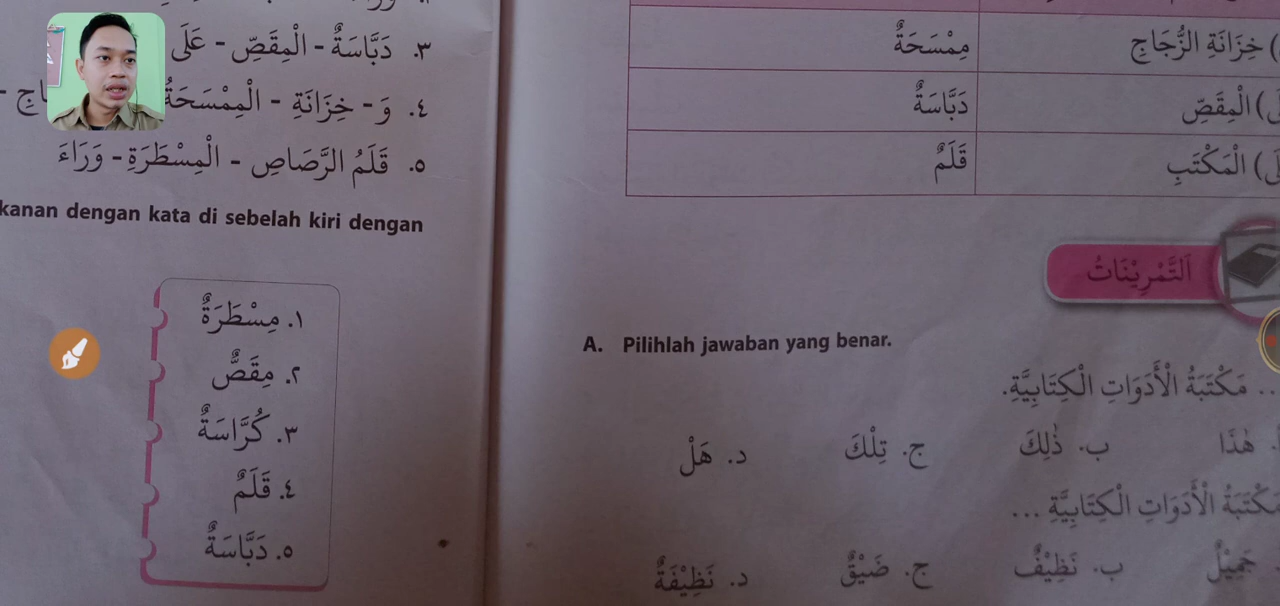 ٣. دَبَّاسَةٌ - الْمِقَصِّ - عَلَى
٤. وَ - خِزَانَةِ - الْمِمْسَحَةُ
٥. قَلَمُ الرَّصَاصِ - الْمِسْطَرَةِ - وَرَاءَ
kanan dengan kata di sebelah kiri dengan
١. مِسْطَرَةٌ
٢. مِقَصٌّ
٣. كُرَّاسَةٌ
٤. قَلَمٌ
٥. دَبَّاسَةٌ
) خِزَانَةِ الزُّجَاجِ مِمْسَحَةٌ
) الْمِقَصِّ دَبَّاسَةٌ
) الْمَكْتَبِ قَلَمٌ
اَلتَّمْرِيْنَاتُ
A. Pilihlah jawaban yang benar.
... مَكْتَبَةُ الْأَدَوَاتِ الْكِتَابِيَّةِ.
هٰذَا ب. ذٰلِكَ ج. تِلْكَ د. هَلْ
مَكْتَبَةُ الْأَدَوَاتِ الْكِتَابِيَّةِ ...
جَمِيْلٌ ب. نَظِيْفٌ ج. ضَيْقٌ د. نَظِيْفَةٌ